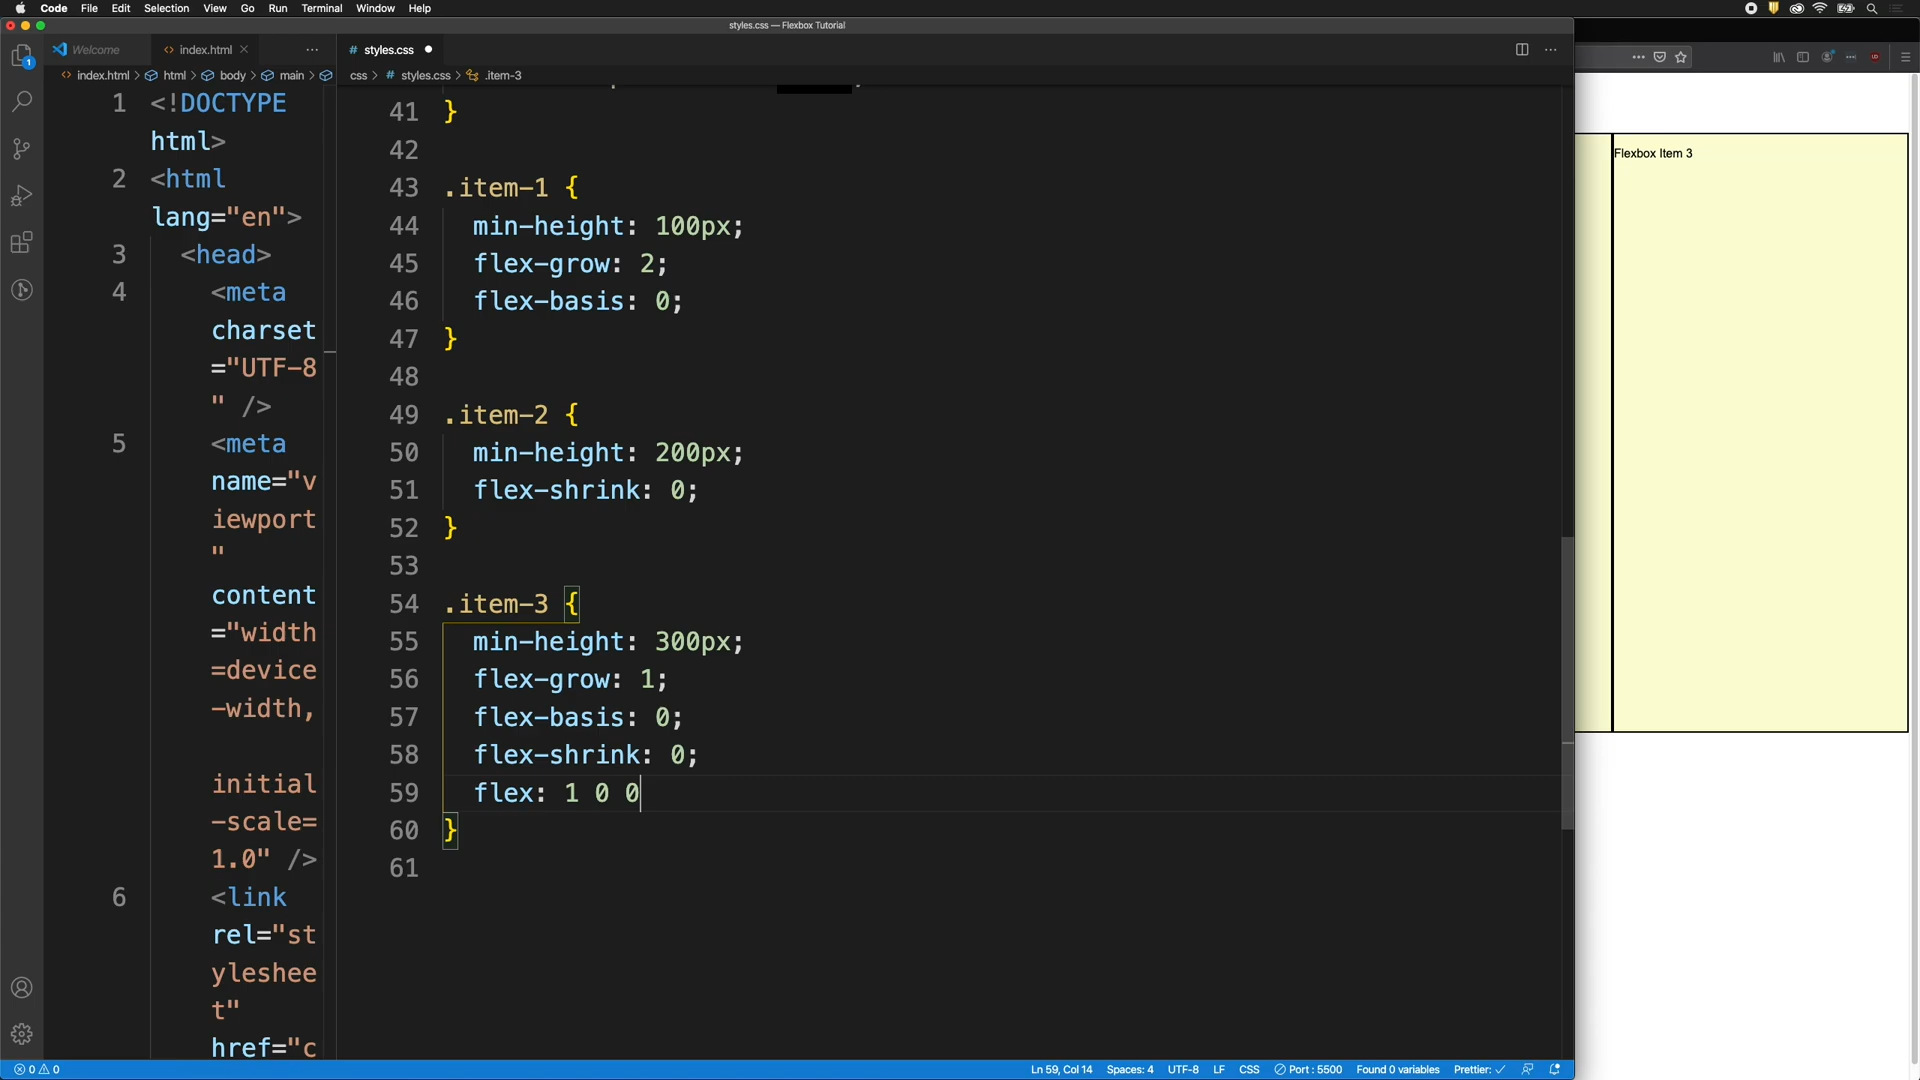 Code File Edit Selection View Go Run Terminal Window Help
styles.css — Flexbox Tutorial
Welcome index.html styles.css
index.html > html > body > main >
css > # styles.css > .item-3
1 <!DOCTYPE
html>
2 <html
lang="en">
3 <head>
4 <meta
charset
="UTF-8
" />
5 <meta
name="v
iewport
"
content
="width
=device
-width,
initial
-scale=
1.0" />
6 <link
rel="st
yleshee
t"
href="c
41 }
42
43 .item-1 {
44 min-height: 100px;
45 flex-grow: 2;
46 flex-basis: 0;
47 }
48
49 .item-2 {
50 min-height: 200px;
51 flex-shrink: 0;
52 }
53
54 .item-3 {
55 min-height: 300px;
56 flex-grow: 1;
57 flex-basis: 0;
58 flex-shrink: 0;
59 flex: 1 0 0
60 }
61
Flexbox Item 3
0 0 Ln 59, Col 14 Spaces: 4 UTF-8 LF CSS Port : 5500 Found 0 variables Prettier: ✓